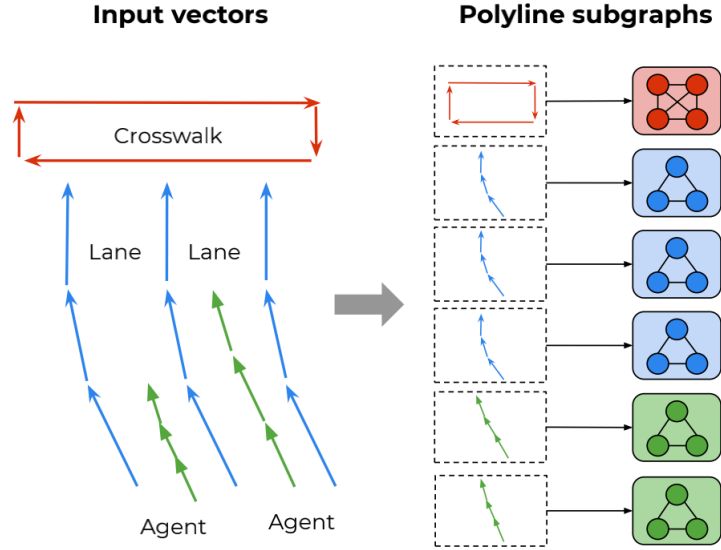 Input vectors
Polyline subgraphs
Crosswalk
Lane
Lane
Agent
Agent